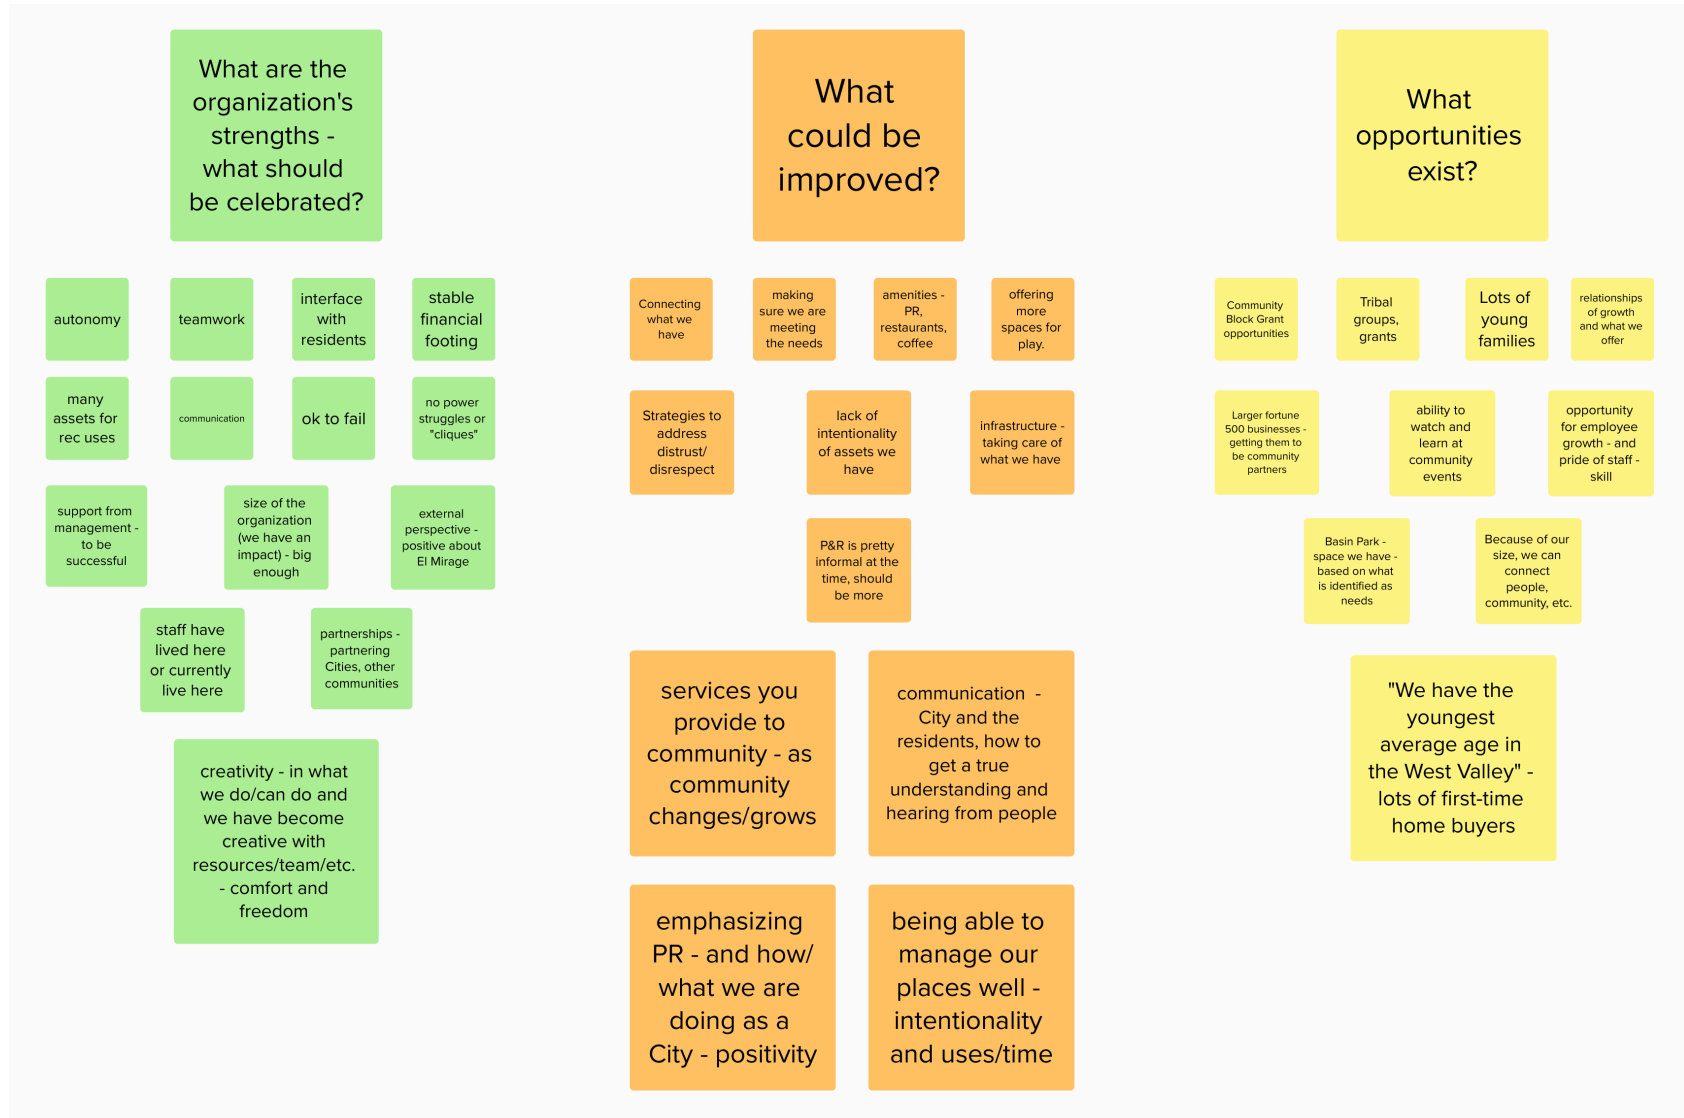 What are the
organization's
strengths -
what should
be celebrated?
autonomy
teamwork
interface
with
residents
stable
financial
footing
many
assets for
rec uses
communication
ok to fail
no power
struggles or
"cliques"
support from
management -
to be
successful
size of the
organization
(we have an
impact) - big
enough
external
perspective -
positive about
El Mirage
staff have
lived here
or currently
live here
partnerships -
partnering
Cities, other
communities
creativity - in what
we do/can do and
we have become
creative with
resources/team/etc.
- comfort and
freedom
What
could be
improved?
Connecting
what we
have
making
sure we are
meeting
the needs
amenities -
PR,
restaurants,
coffee
offering
more
spaces for
play.
Strategies to
address
distrust/
disrespect
lack of
intentionality
of assets we
have
infrastructure -
taking care of
what we have
P&R is pretty
informal at the
time, should
be more
services you
provide to
community - as
community
changes/grows
communication -
City and the
residents, how to
get a true
understanding and
hearing from people
emphasizing
PR - and how/
what we are
doing as a
City - positivity
being able to
manage our
places well -
intentionality
and uses/time
What
opportunities
exist?
Community
Block Grant
opportunities
Tribal
groups,
grants
Lots of
young
families
relationships
of growth
and what we
offer
Larger fortune
500 businesses -
getting them to
be community
partners
ability to
watch and
learn at
community
events
opportunity
for employee
growth - and
pride of staff -
skill
Basin Park -
space we have -
based on what
is identified as
needs
Because of our
size, we can
connect
people,
community, etc.
"We have the
youngest
average age in
the West Valley" -
lots of first-time
home buyers